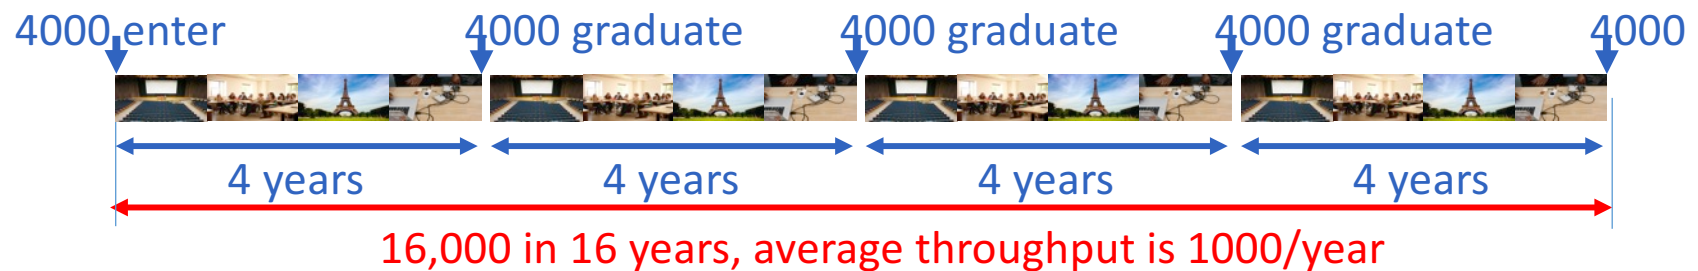 4000 enter 4000 graduate 4000 graduate 4000 graduate 4000
4 years 4 years 4 years 4 years
16,000 in 16 years, average throughput is 1000/year